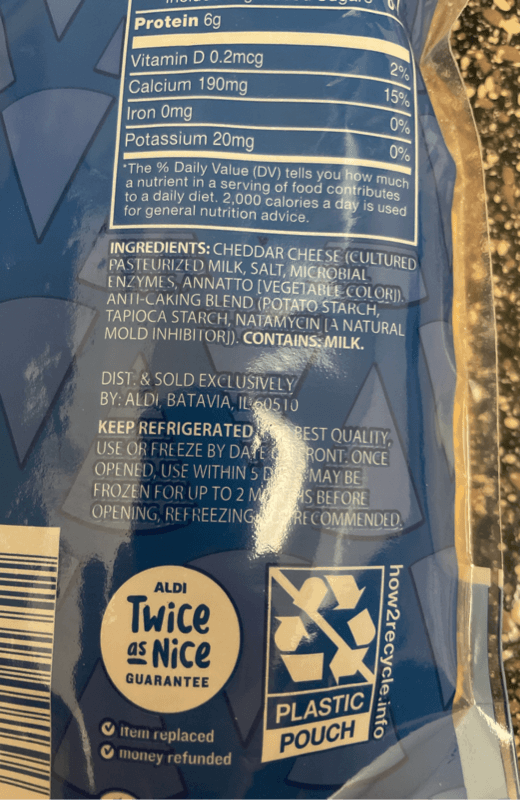 Protein 6g
Vitamin D 0.2mcg 2%
Calcium 190mg 15%
Iron 0mg 0%
Potassium 20mg 0%
*The % Daily Value (DV) tells you how much
a nutrient in a serving of food contributes
to a daily diet. 2,000 calories a day is used
for general nutrition advice.
INGREDIENTS: CHEDDAR CHEESE (CULTURED
PASTEURIZED MILK, SALT, MICROBIAL
ENZYMES, ANNATTO [VEGETABLE COLOR]).
ANTI-CAKING BLEND (POTATO STARCH,
TAPIOCA STARCH, NATAMYCIN [A NATURAL
MOLD INHIBITOR]). CONTAINS: MILK.
DIST. & SOLD EXCLUSIVELY
BY: ALDI, BATAVIA, IL 60510
KEEP REFRIGERATED BEST QUALITY,
USE OR FREEZE BY DATE FRONT. ONCE
OPENED, USE WITHIN 5 MAY BE
FROZEN FOR UP TO 2 BEFORE
OPENING, REFREEZING RECOMMENDED.
ALDI
Twice
as Nice
GUARANTEE
item replaced
money refunded
PLASTIC
POUCH
how2recycle.info